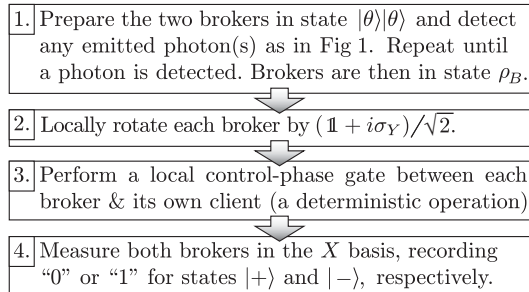 1. Prepare the two brokers in state |θ⟩|θ⟩ and detect
any emitted photon(s) as in Fig 1. Repeat until
a photon is detected. Brokers are then in state ρB.
2. Locally rotate each broker by (𝟙 + iσY)/√2.
3. Perform a local control-phase gate between each
broker & its own client (a deterministic operation)
4. Measure both brokers in the X basis, recording
“0” or “1” for states |+⟩ and |−⟩, respectively.